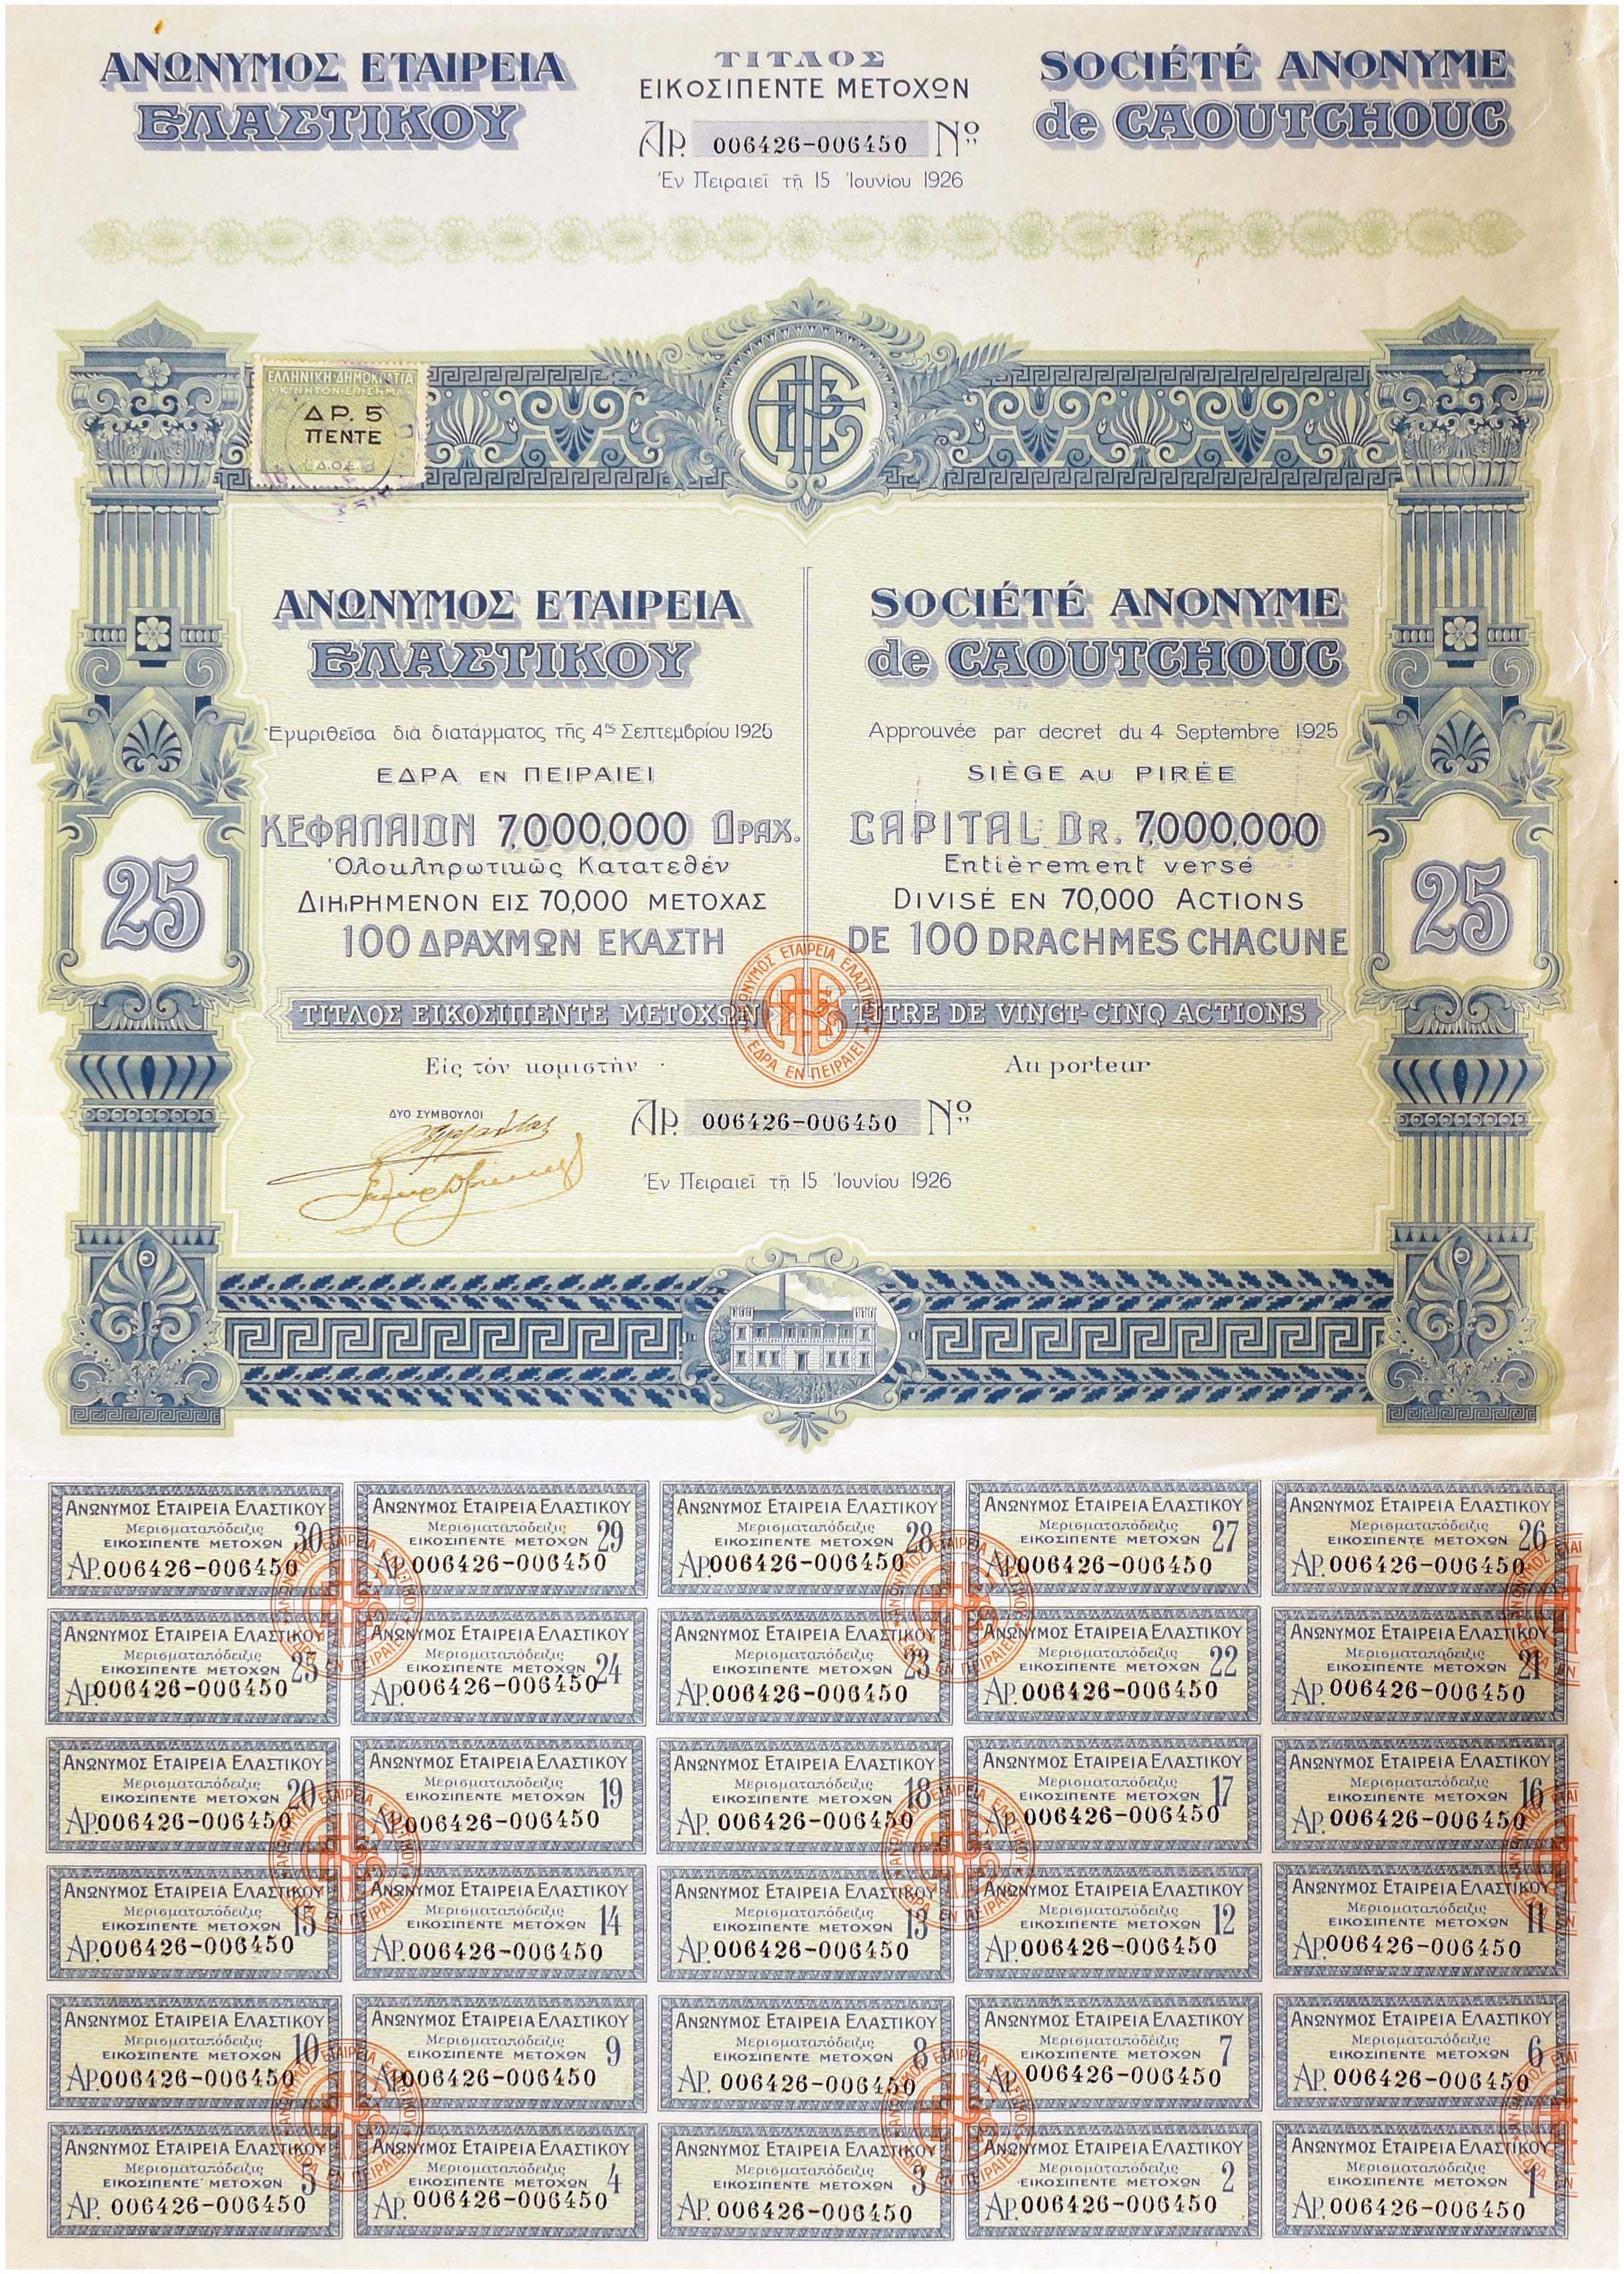 ΑΝΩΝΥΜΟΣ ΕΤΑΙΡΕΙΑ
ΕΛΑΣΤΙΚΟΥ
ΤΙΤΛΟΣ
ΕΙΚΟΣΙΠΕΝΤΕ ΜΕΤΟΧΩΝ
ΑΡ. 006426-006450 Nº
Ἐν Πειραιεῖ τῇ 15 Ἰουνίου 1926
SOCIÉTÉ ANONYME
de CAOUTCHOUC
ΕΛΛΗΝΙΚΗ·ΔΗΜΟΚΡΑΤΙΑ
ΚΙΝΗΤΟΝ·ΕΠΙΣΗΜΑ
ΔΡ. 5
ΠΕΝΤΕ
Δ.Ο.Ε.
ΑΝΩΝΥΜΟΣ ΕΤΑΙΡΕΙΑ
ΕΛΑΣΤΙΚΟΥ
Ἐγκριθεῖσα διὰ διατάγματος τῆς 4ης Σεπτεμβρίου 1925
ΕΔΡΑ ΕΝ ΠΕΙΡΑΙΕΙ
ΚΕΦΑΛΑΙΟΝ 7,000,000 ΔΡΑΧ.
Ὁλοκληρωτικῶς Κατατεθέν
ΔΙΗΡΗΜΕΝΟΝ ΕΙΣ 70,000 ΜΕΤΟΧΑΣ
100 ΔΡΑΧΜΩΝ ΕΚΑΣΤΗ
ΤΙΤΛΟΣ ΕΙΚΟΣΙΠΕΝΤΕ ΜΕΤΟΧΩΝ
Εἰς τὸν κομιστὴν
ΔΥΟ ΣΥΜΒΟΥΛΟΙ
SOCIÉTÉ ANONYME
de CAOUTCHOUC
Approuvée par decret du 4 Septembre 1925
SIÈGE AU PIRÉE
CAPITAL DR. 7,000,000
Entièrement versé
DIVISÉ EN 70,000 ACTIONS
DE 100 DRACHMES CHACUNE
TITRE DE VINGT-CINQ ACTIONS
Au porteur
25
25
ΑΝΩΝΥΜΟΣ ΕΤΑΙΡΕΙΑ ΕΛΑΣΤΙΚΟΥ
ΕΔΡΑ ΕΝ ΠΕΙΡΑΙΕΙ
ΑΡ. 006426-006450 Nº
Ἐν Πειραιεῖ τῇ 15 Ἰουνίου 1926
ΑΝΩΝΥΜΟΣ ΕΤΑΙΡΕΙΑ ΕΛΑΣΤΙΚΟΥ
Μερισματαπόδειξις
ΕΙΚΟΣΙΠΕΝΤΕ ΜΕΤΟΧΩΝ 30
ΑΡ. 006426-006450
ΑΝΩΝΥΜΟΣ ΕΤΑΙΡΕΙΑ ΕΛΑΣΤΙΚΟΥ
Μερισματαπόδειξις
ΕΙΚΟΣΙΠΕΝΤΕ ΜΕΤΟΧΩΝ 29
ΑΡ. 006426-006450
ΑΝΩΝΥΜΟΣ ΕΤΑΙΡΕΙΑ ΕΛΑΣΤΙΚΟΥ
Μερισματαπόδειξις
ΕΙΚΟΣΙΠΕΝΤΕ ΜΕΤΟΧΩΝ 28
ΑΡ. 006426-006450
ΑΝΩΝΥΜΟΣ ΕΤΑΙΡΕΙΑ ΕΛΑΣΤΙΚΟΥ
Μερισματαπόδειξις
ΕΙΚΟΣΙΠΕΝΤΕ ΜΕΤΟΧΩΝ 27
ΑΡ. 006426-006450
ΑΝΩΝΥΜΟΣ ΕΤΑΙΡΕΙΑ ΕΛΑΣΤΙΚΟΥ
Μερισματαπόδειξις
ΕΙΚΟΣΙΠΕΝΤΕ ΜΕΤΟΧΩΝ 26
ΑΡ. 006426-006450
ΑΝΩΝΥΜΟΣ ΕΤΑΙΡΕΙΑ ΕΛΑΣΤΙΚΟΥ
Μερισματαπόδειξις
ΕΙΚΟΣΙΠΕΝΤΕ ΜΕΤΟΧΩΝ 25
ΑΡ. 006426-006450
ΑΝΩΝΥΜΟΣ ΕΤΑΙΡΕΙΑ ΕΛΑΣΤΙΚΟΥ
Μερισματαπόδειξις
ΕΙΚΟΣΙΠΕΝΤΕ ΜΕΤΟΧΩΝ 24
ΑΡ. 006426-006450
ΑΝΩΝΥΜΟΣ ΕΤΑΙΡΕΙΑ ΕΛΑΣΤΙΚΟΥ
Μερισματαπόδειξις
ΕΙΚΟΣΙΠΕΝΤΕ ΜΕΤΟΧΩΝ 23
ΑΡ. 006426-006450
ΑΝΩΝΥΜΟΣ ΕΤΑΙΡΕΙΑ ΕΛΑΣΤΙΚΟΥ
Μερισματαπόδειξις
ΕΙΚΟΣΙΠΕΝΤΕ ΜΕΤΟΧΩΝ 22
ΑΡ. 006426-006450
ΑΝΩΝΥΜΟΣ ΕΤΑΙΡΕΙΑ ΕΛΑΣΤΙΚΟΥ
Μερισματαπόδειξις
ΕΙΚΟΣΙΠΕΝΤΕ ΜΕΤΟΧΩΝ 21
ΑΡ. 006426-006450
ΑΝΩΝΥΜΟΣ ΕΤΑΙΡΕΙΑ ΕΛΑΣΤΙΚΟΥ
Μερισματαπόδειξις
ΕΙΚΟΣΙΠΕΝΤΕ ΜΕΤΟΧΩΝ 20
ΑΡ. 006426-006450
ΑΝΩΝΥΜΟΣ ΕΤΑΙΡΕΙΑ ΕΛΑΣΤΙΚΟΥ
Μερισματαπόδειξις
ΕΙΚΟΣΙΠΕΝΤΕ ΜΕΤΟΧΩΝ 19
ΑΡ. 006426-006450
ΑΝΩΝΥΜΟΣ ΕΤΑΙΡΕΙΑ ΕΛΑΣΤΙΚΟΥ
Μερισματαπόδειξις
ΕΙΚΟΣΙΠΕΝΤΕ ΜΕΤΟΧΩΝ 18
ΑΡ. 006426-006450
ΑΝΩΝΥΜΟΣ ΕΤΑΙΡΕΙΑ ΕΛΑΣΤΙΚΟΥ
Μερισματαπόδειξις
ΕΙΚΟΣΙΠΕΝΤΕ ΜΕΤΟΧΩΝ 17
ΑΡ. 006426-006450
ΑΝΩΝΥΜΟΣ ΕΤΑΙΡΕΙΑ ΕΛΑΣΤΙΚΟΥ
Μερισματαπόδειξις
ΕΙΚΟΣΙΠΕΝΤΕ ΜΕΤΟΧΩΝ 16
ΑΡ. 006426-006450
ΑΝΩΝΥΜΟΣ ΕΤΑΙΡΕΙΑ ΕΛΑΣΤΙΚΟΥ
Μερισματαπόδειξις
ΕΙΚΟΣΙΠΕΝΤΕ ΜΕΤΟΧΩΝ 15
ΑΡ. 006426-006450
ΑΝΩΝΥΜΟΣ ΕΤΑΙΡΕΙΑ ΕΛΑΣΤΙΚΟΥ
Μερισματαπόδειξις
ΕΙΚΟΣΙΠΕΝΤΕ ΜΕΤΟΧΩΝ 14
ΑΡ. 006426-006450
ΑΝΩΝΥΜΟΣ ΕΤΑΙΡΕΙΑ ΕΛΑΣΤΙΚΟΥ
Μερισματαπόδειξις
ΕΙΚΟΣΙΠΕΝΤΕ ΜΕΤΟΧΩΝ 13
ΑΡ. 006426-006450
ΑΝΩΝΥΜΟΣ ΕΤΑΙΡΕΙΑ ΕΛΑΣΤΙΚΟΥ
Μερισματαπόδειξις
ΕΙΚΟΣΙΠΕΝΤΕ ΜΕΤΟΧΩΝ 12
ΑΡ. 006426-006450
ΑΝΩΝΥΜΟΣ ΕΤΑΙΡΕΙΑ ΕΛΑΣΤΙΚΟΥ
Μερισματαπόδειξις
ΕΙΚΟΣΙΠΕΝΤΕ ΜΕΤΟΧΩΝ 11
ΑΡ. 006426-006450
ΑΝΩΝΥΜΟΣ ΕΤΑΙΡΕΙΑ ΕΛΑΣΤΙΚΟΥ
Μερισματαπόδειξις
ΕΙΚΟΣΙΠΕΝΤΕ ΜΕΤΟΧΩΝ 10
ΑΡ. 006426-006450
ΑΝΩΝΥΜΟΣ ΕΤΑΙΡΕΙΑ ΕΛΑΣΤΙΚΟΥ
Μερισματαπόδειξις
ΕΙΚΟΣΙΠΕΝΤΕ ΜΕΤΟΧΩΝ 9
ΑΡ. 006426-006450
ΑΝΩΝΥΜΟΣ ΕΤΑΙΡΕΙΑ ΕΛΑΣΤΙΚΟΥ
Μερισματαπόδειξις
ΕΙΚΟΣΙΠΕΝΤΕ ΜΕΤΟΧΩΝ 8
ΑΡ. 006426-006450
ΑΝΩΝΥΜΟΣ ΕΤΑΙΡΕΙΑ ΕΛΑΣΤΙΚΟΥ
Μερισματαπόδειξις
ΕΙΚΟΣΙΠΕΝΤΕ ΜΕΤΟΧΩΝ 7
ΑΡ. 006426-006450
ΑΝΩΝΥΜΟΣ ΕΤΑΙΡΕΙΑ ΕΛΑΣΤΙΚΟΥ
Μερισματαπόδειξις
ΕΙΚΟΣΙΠΕΝΤΕ ΜΕΤΟΧΩΝ 6
ΑΡ. 006426-006450
ΑΝΩΝΥΜΟΣ ΕΤΑΙΡΕΙΑ ΕΛΑΣΤΙΚΟΥ
Μερισματαπόδειξις
ΕΙΚΟΣΙΠΕΝΤΕ ΜΕΤΟΧΩΝ 5
ΑΡ. 006426-006450
ΑΝΩΝΥΜΟΣ ΕΤΑΙΡΕΙΑ ΕΛΑΣΤΙΚΟΥ
Μερισματαπόδειξις
ΕΙΚΟΣΙΠΕΝΤΕ ΜΕΤΟΧΩΝ 4
ΑΡ. 006426-006450
ΑΝΩΝΥΜΟΣ ΕΤΑΙΡΕΙΑ ΕΛΑΣΤΙΚΟΥ
Μερισματαπόδειξις
ΕΙΚΟΣΙΠΕΝΤΕ ΜΕΤΟΧΩΝ 3
ΑΡ. 006426-006450
ΑΝΩΝΥΜΟΣ ΕΤΑΙΡΕΙΑ ΕΛΑΣΤΙΚΟΥ
Μερισματαπόδειξις
ΕΙΚΟΣΙΠΕΝΤΕ ΜΕΤΟΧΩΝ 2
ΑΡ. 006426-006450
ΑΝΩΝΥΜΟΣ ΕΤΑΙΡΕΙΑ ΕΛΑΣΤΙΚΟΥ
Μερισματαπόδειξις
ΕΙΚΟΣΙΠΕΝΤΕ ΜΕΤΟΧΩΝ 1
ΑΡ. 006426-006450